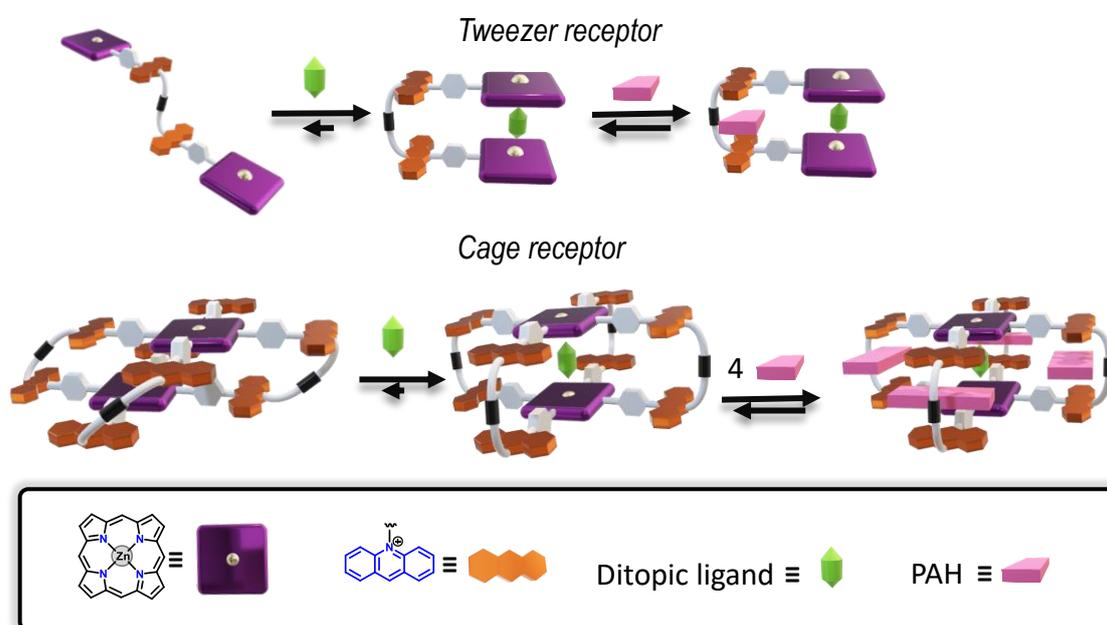 Tweezer receptor
Cage receptor
4
N
N
Zn
N
N
≡
N
⊕
≡
Ditopic ligand ≡
PAH ≡